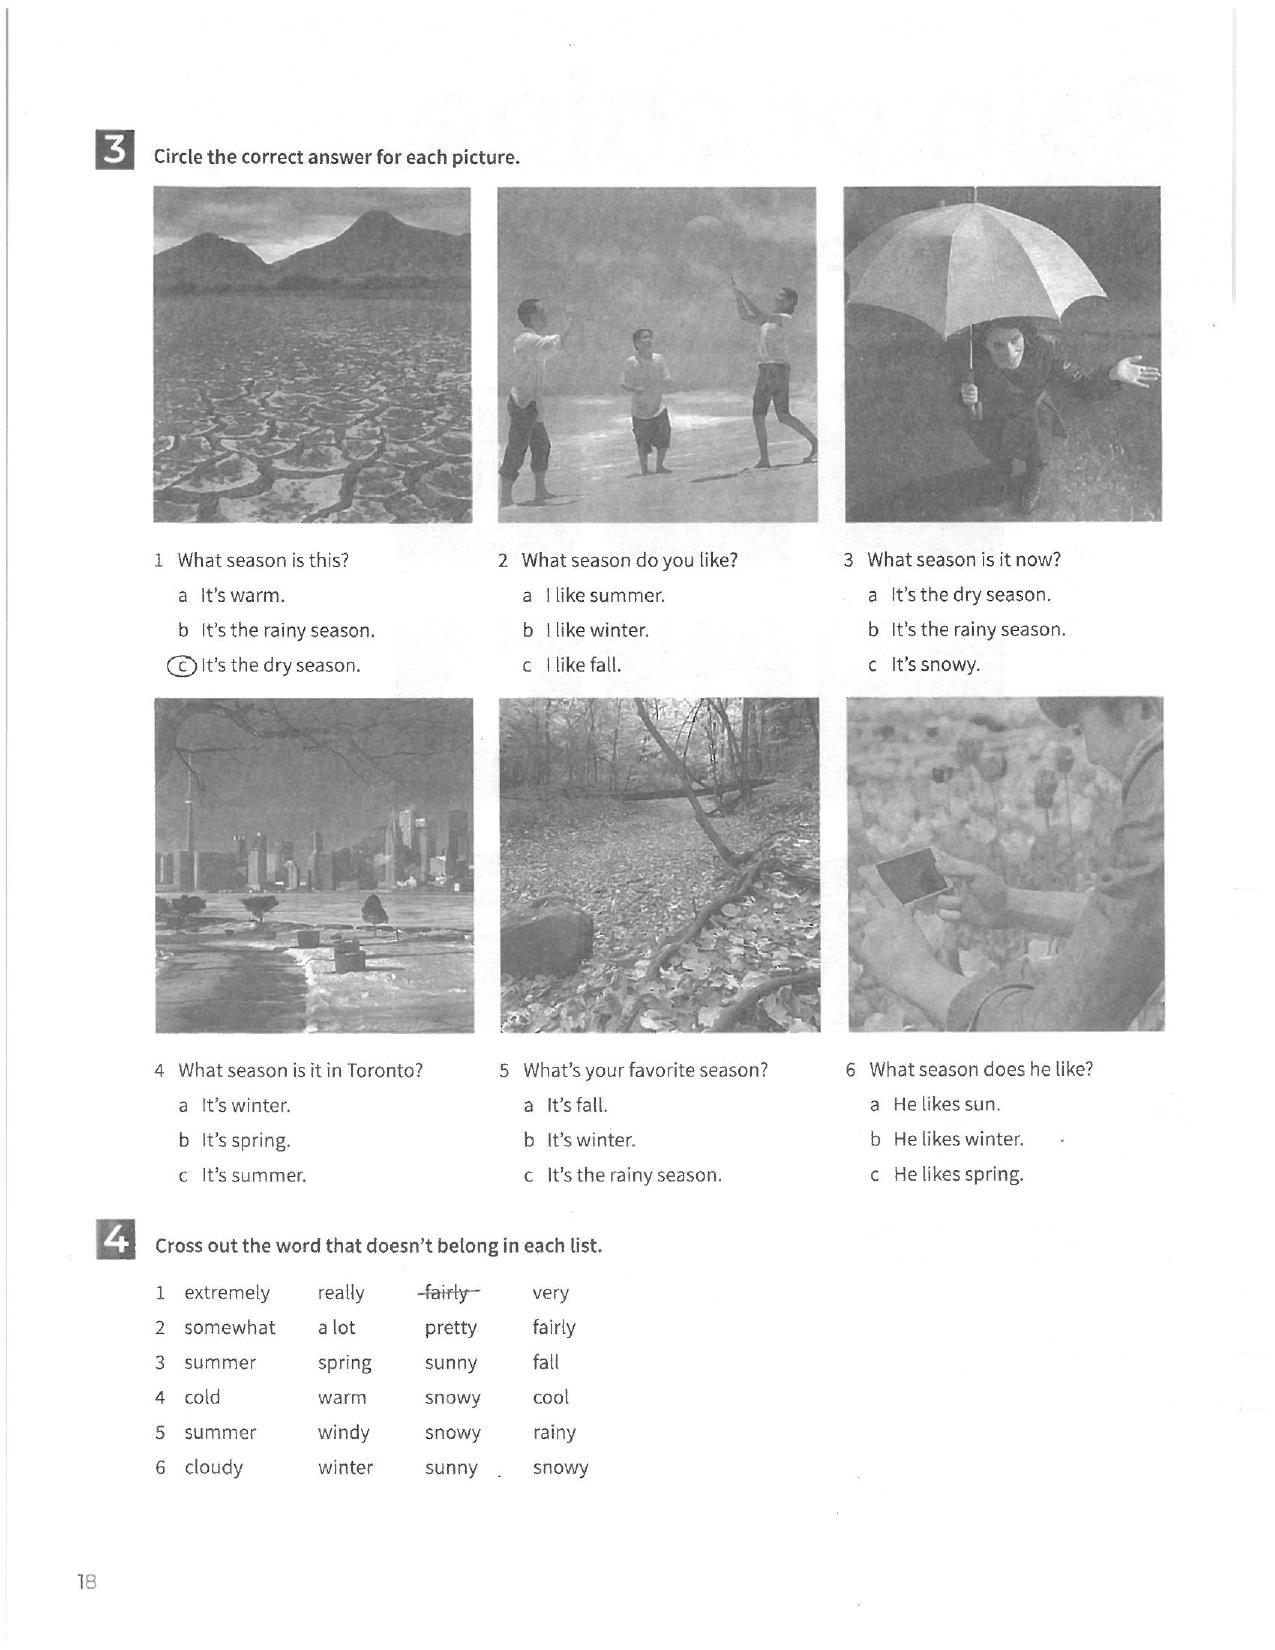 3 Circle the correct answer for each picture.
1 What season is this?
a It's warm.
b It's the rainy season.
c It's the dry season.
2 What season do you like?
a I like summer.
b I like winter.
c I like fall.
3 What season is it now?
a It's the dry season.
b It's the rainy season.
c It's snowy.
4 What season is it in Toronto?
a It's winter.
b It's spring.
c It's summer.
5 What's your favorite season?
a It's fall.
b It's winter.
c It's the rainy season.
6 What season does he like?
a He likes sun.
b He likes winter.
c He likes spring.
4 Cross out the word that doesn't belong in each list.
1 extremely really fairly very
2 somewhat a lot pretty fairly
3 summer spring sunny fall
4 cold warm snowy cool
5 summer windy snowy rainy
6 cloudy winter sunny snowy
18